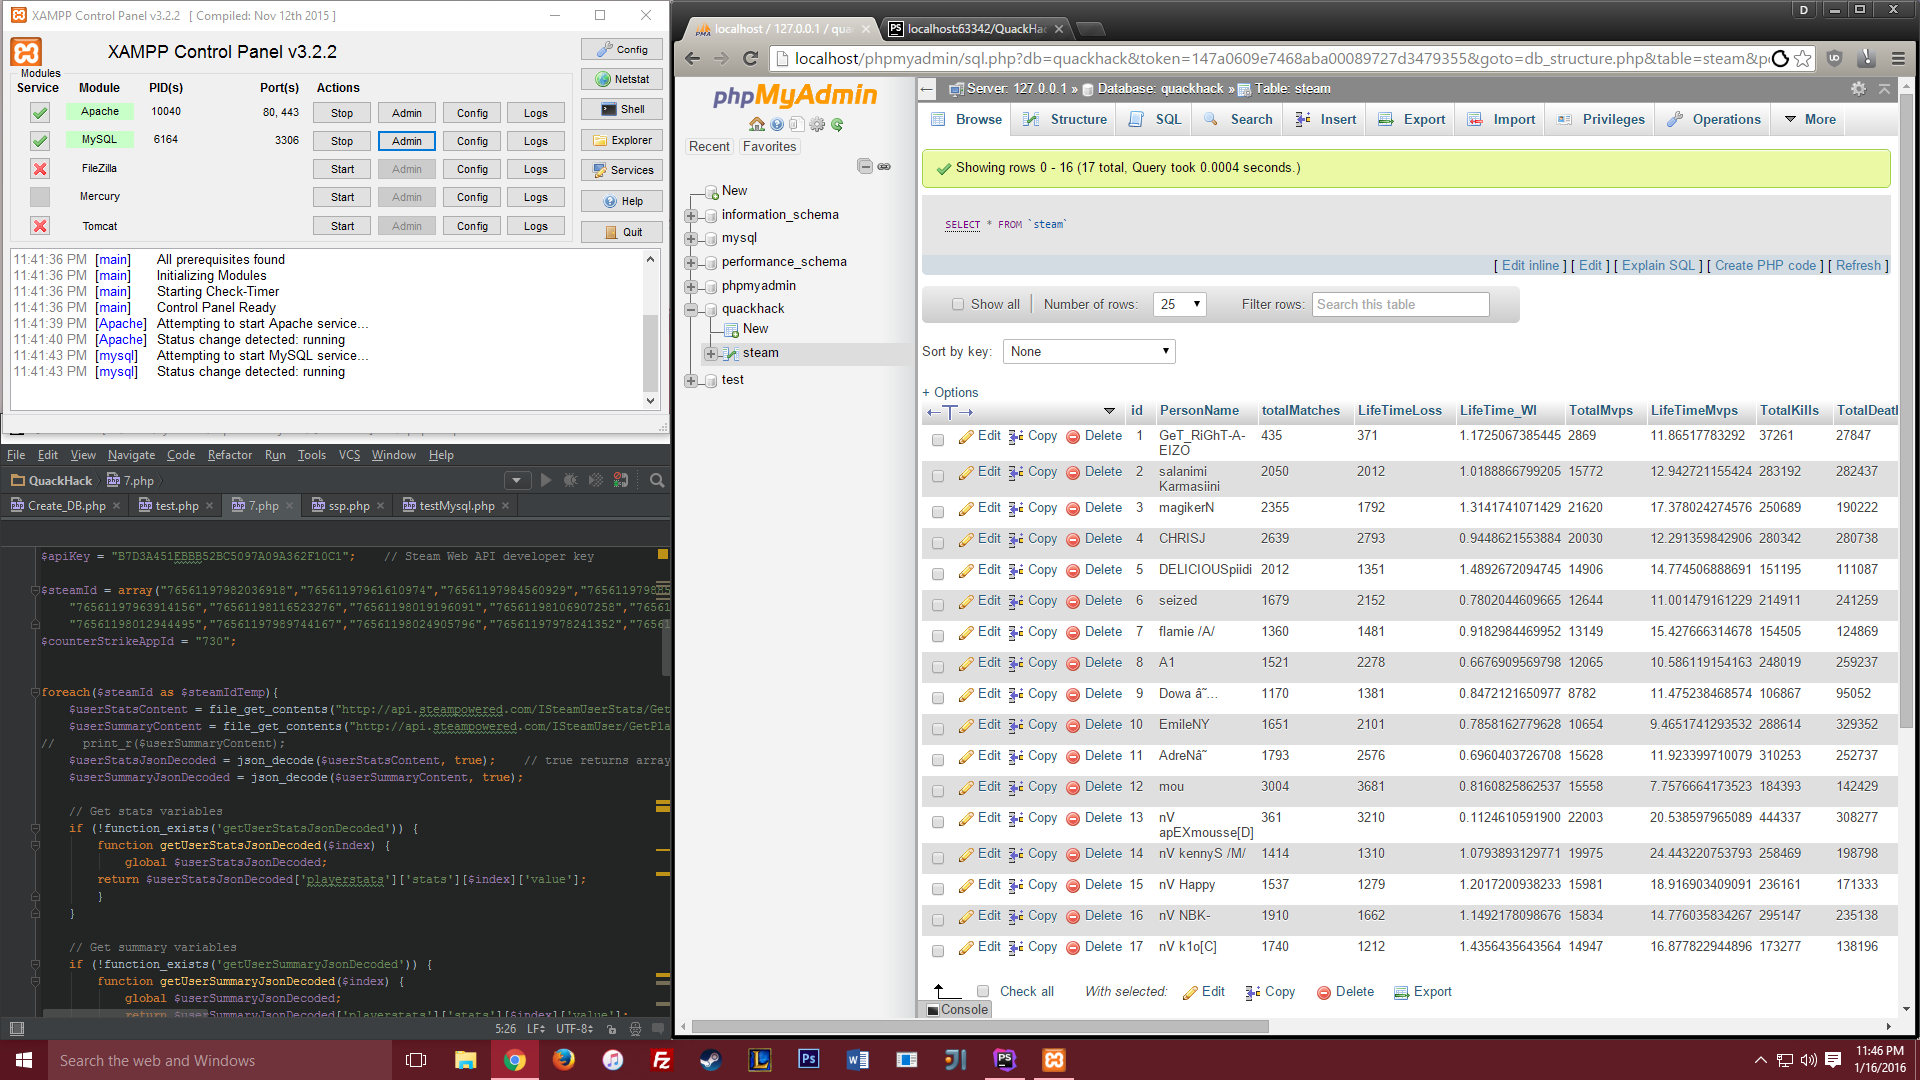 XAMPP Control Panel v3.2.2 [ Compiled: Nov 12th 2015 ]
XAMPP Control Panel v3.2.2
Config
Netstat
Shell
Explorer
Services
Help
Quit
Modules
Service Module PID(s) Port(s) Actions
Apache 10040 80, 443 Stop Admin Config Logs
MySQL 6164 3306 Stop Admin Config Logs
FileZilla Start Admin Config Logs
Mercury Start Admin Config Logs
Tomcat Start Admin Config Logs
11:41:36 PM [main] All prerequisites found
11:41:36 PM [main] Initializing Modules
11:41:36 PM [main] Starting Check-Timer
11:41:36 PM [main] Control Panel Ready
11:41:39 PM [Apache] Attempting to start Apache service...
11:41:40 PM [Apache] Status change detected: running
11:41:43 PM [mysql] Attempting to start MySQL service...
11:41:43 PM [mysql] Status change detected: running
File Edit View Navigate Code Refactor Run Tools VCS Window Help
QuackHack 7.php
Create_DB.php test.php 7.php ssp.php testMysql.php
$apiKey = "B7D3A451EBBB52BC5097A09A362F10C1"; // Steam Web API developer key
$steamId = array("76561197982036918","76561197961610974","76561197984560929","765611979885
"76561197963914156","76561198116523276","76561198019196091","76561198106907258","76561
"76561198012944495","76561197989744167","76561198024905796","76561197978241352","76561
$counterStrikeAppId = "730";
foreach($steamId as $steamIdTemp){
$userStatsContent = file_get_contents("http://api.steampowered.com/ISteamUserStats/Get
$userSummaryContent = file_get_contents("http://api.steampowered.com/ISteamUser/GetPla
// print_r($userSummaryContent);
$userStatsJsonDecoded = json_decode($userStatsContent, true); // true returns array
$userSummaryJsonDecoded = json_decode($userSummaryContent, true);
// Get stats variables
if (!function_exists('getUserStatsJsonDecoded')) {
function getUserStatsJsonDecoded($index) {
global $userStatsJsonDecoded;
return $userStatsJsonDecoded['playerstats']['stats'][$index]['value'];
}
}
// Get summary variables
if (!function_exists('getUserSummaryJsonDecoded')) {
function getUserSummaryJsonDecoded($index) {
global $userSummaryJsonDecoded;
return $userSummaryJsonDecoded['playerstats']['stats'][$index]['value'];
5:26 LF UTF-8
localhost / 127.0.0.1 / qua localhost:63342/QuackHa
D
localhost/phpmyadmin/sql.php?db=quackhack&token=147a0609e7468aba00089727d3479355&goto=db_structure.php&table=steam&po
phpMyAdmin
Recent Favorites
New
information_schema
mysql
performance_schema
phpmyadmin
quackhack
New
steam
test
Server: 127.0.0.1 » Database: quackhack » Table: steam
Browse Structure SQL Search Insert Export Import Privileges Operations More
Showing rows 0 - 16 (17 total, Query took 0.0004 seconds.)
SELECT * FROM `steam`
[ Edit inline ] [ Edit ] [ Explain SQL ] [ Create PHP code ] [ Refresh ]
Show all Number of rows: 25 Filter rows: Search this table
Sort by key: None
+ Options
id PersonName totalMatches LifeTimeLoss LifeTime_Wl TotalMvps LifeTimeMvps TotalKills TotalDeath
Edit Copy Delete 1 GeT_RiGhT-A-EIZO 435 371 1.1725067385445 2869 11.86517783292 37261 27847
Edit Copy Delete 2 salanimi Karmasiini 2050 2012 1.0188866799205 15772 12.942721155424 283192 282437
Edit Copy Delete 3 magikerN 2355 1792 1.3141741071429 21620 17.378024274576 250689 190222
Edit Copy Delete 4 CHRISJ 2639 2793 0.9448621553884 20030 12.291359842906 280342 280738
Edit Copy Delete 5 DELICIOUSpiidi 2012 1351 1.4892672094745 14906 14.774506888691 151195 111087
Edit Copy Delete 6 seized 1679 2152 0.7802044609665 12644 11.001479161229 214911 241259
Edit Copy Delete 7 flamie /A/ 1360 1481 0.9182984469952 13149 15.427666314678 154505 124869
Edit Copy Delete 8 A1 1521 2278 0.6676909569798 12065 10.586119154163 248019 259237
Edit Copy Delete 9 Dowa â˜… 1170 1381 0.8472121650977 8782 11.475238468574 106867 95052
Edit Copy Delete 10 EmileNY 1651 2101 0.7858162779628 10654 9.4651741293532 288614 329352
Edit Copy Delete 11 AdreNâ˜ 1793 2576 0.6960403726708 15628 11.923399710079 310253 252737
Edit Copy Delete 12 mou 3004 3681 0.8160825862537 15558 7.7576664173523 184393 142429
Edit Copy Delete 13 nV apEXmousse[D] 361 3210 0.1124610591900 22003 20.538597965089 444337 308277
Edit Copy Delete 14 nV kennyS /M/ 1414 1310 1.0793893129771 19975 24.443220753793 258469 198798
Edit Copy Delete 15 nV Happy 1537 1279 1.2017200938233 15981 18.916903409091 236161 171333
Edit Copy Delete 16 nV NBK- 1910 1662 1.1492178098676 15834 14.776035834267 295147 235138
Edit Copy Delete 17 nV k1o[C] 1740 1212 1.4356435643564 14947 16.877822944896 173277 138196
Check all With selected: Edit Copy Delete Export
Console
Search the web and Windows
11:46 PM
1/16/2016